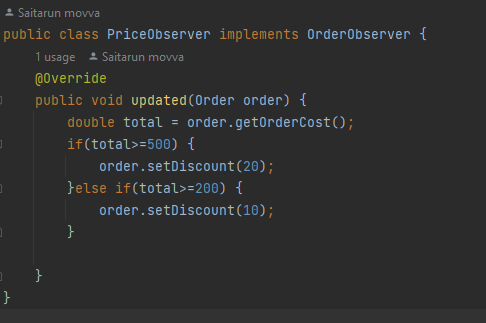 Saitarun movva
public class PriceObserver implements OrderObserver {
1 usage Saitarun movva
@Override
public void updated(Order order) {
double total = order.getOrderCost();
if(total>=500) {
order.setDiscount(20);
}else if(total>=200) {
order.setDiscount(10);
}
}
}